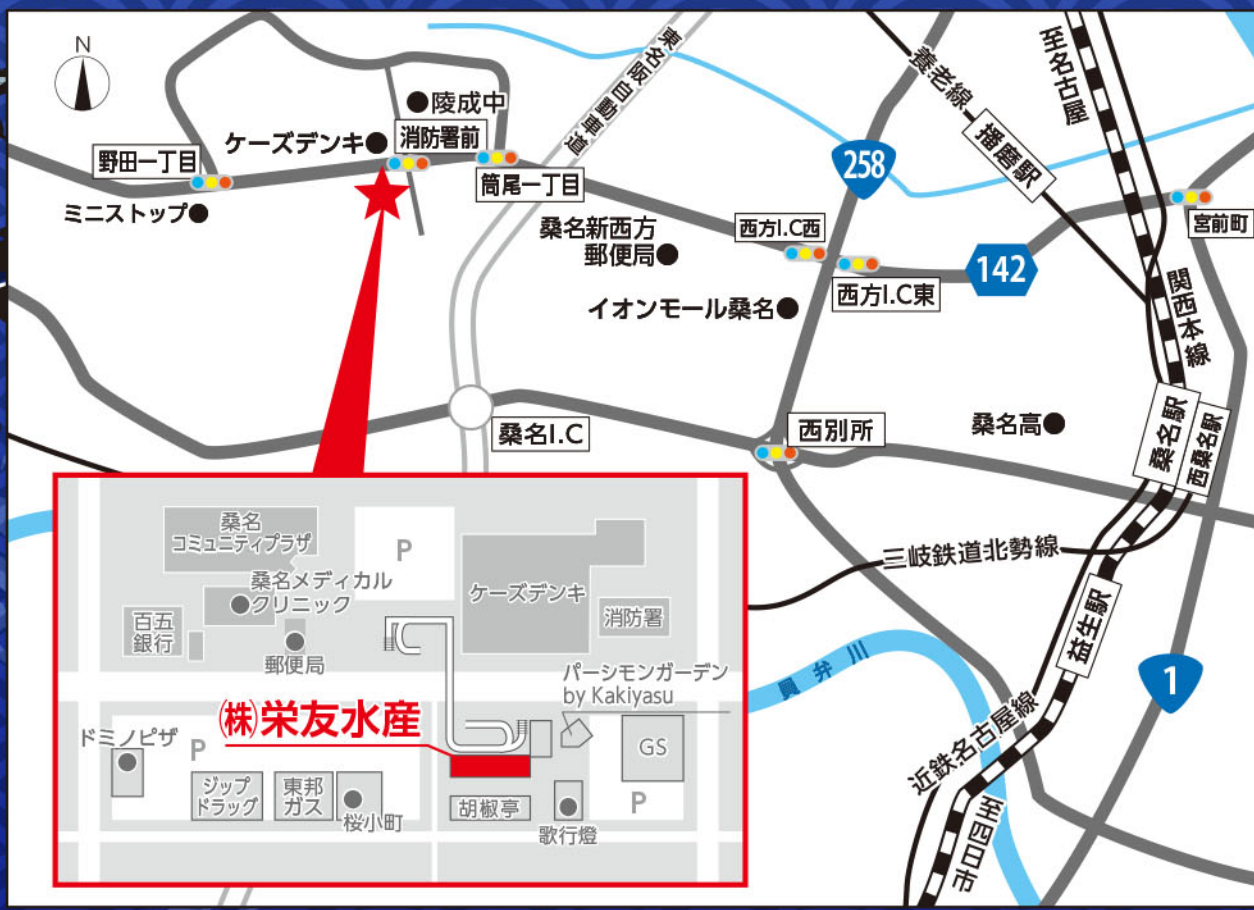 N
東名阪自動車道
養老線
至名古屋
陵成中
ケーズデンキ
消防署前
野田一丁目
ミニストップ
筒尾一丁目
258
播磨駅
宮前町
桑名新西方
郵便局
西方I.C西
西方I.C東
142
イオンモール桑名
関西本線
桑名I.C
西別所
桑名高
桑名駅
西桑名駅
三岐鉄道北勢線
益生駅
員弁川
1
近鉄名古屋線
至四日市
桑名
コミュニティプラザ
P
桑名メディカル
クリニック
ケーズデンキ
百五
銀行
消防署
郵便局
パーシモンガーデン
by Kakiyasu
㈱栄友水産
ドミノピザ
P
GS
ジップ
ドラッグ
東邦
ガス
桜小町
胡椒亭
歌行燈
P